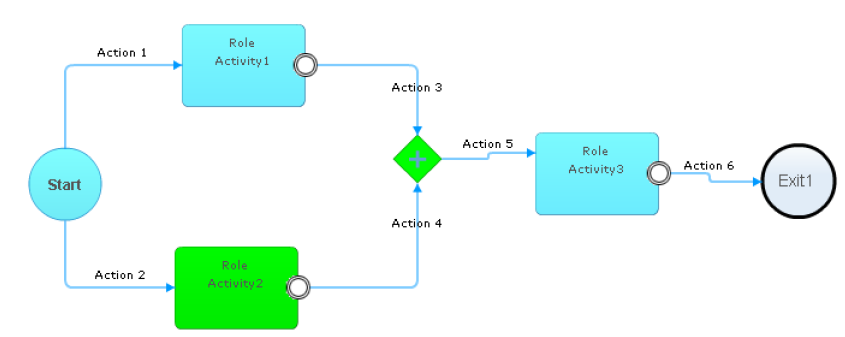 Action 1
Role
Activity1
Action 3
Start
Action 5
Role
Activity3
Action 6
Exit1
Action 4
Action 2
Role
Activity2